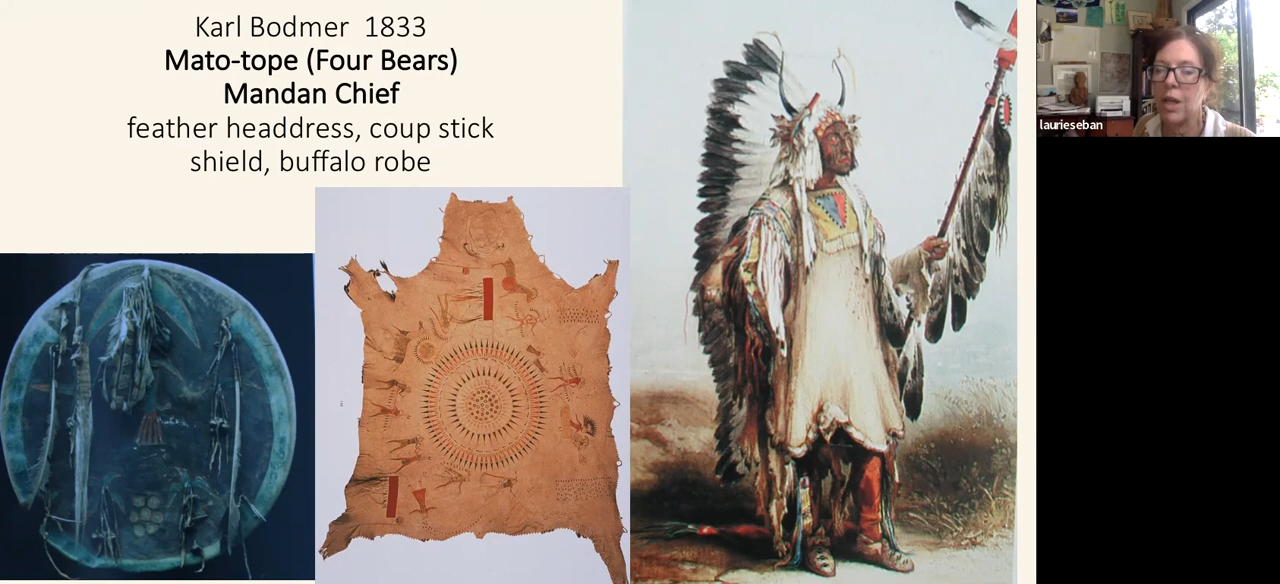 Karl Bodmer 1833
Mato-tope (Four Bears)
Mandan Chief
feather headdress, coup stick
shield, buffalo robe
laurieseban